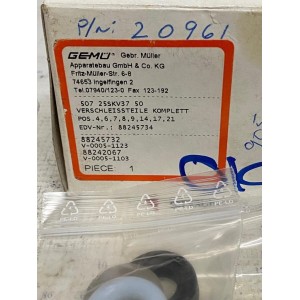 P/N: 20961
GEMÜ Gebr. Müller
Apparatebau GmbH & Co. KG
Fritz-Müller-Str. 6-8
74653 Ingelfingen 2
Tel.07940/123-0 Fax 123-192
507 25SKV37 50
VERSCHLEISSTEILE KOMPLETT
POS.4,6,7,8,9,14,17,21
EDV-Nr.: 88245734
88245732
V-0005-1123
88242067
V-0005-1103
PIECE: 1